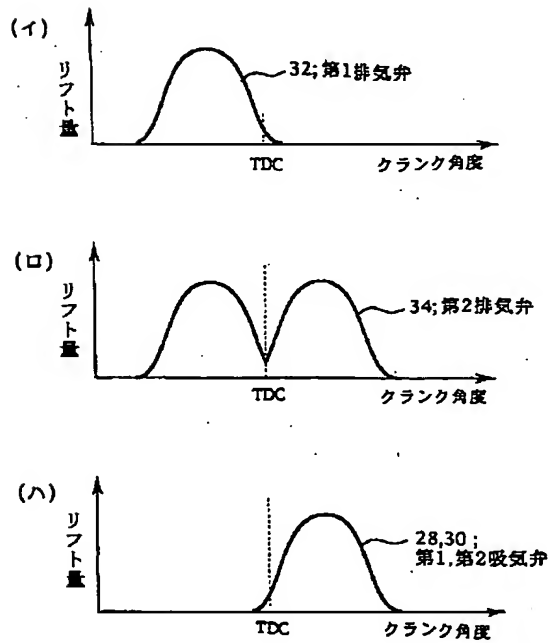 (イ)
リフト量
32;第1排気弁
TDC
クランク角度
(ロ)
リフト量
34;第2排気弁
TDC
クランク角度
(ハ)
リフト量
28,30;
第1,第2吸気弁
TDC
クランク角度